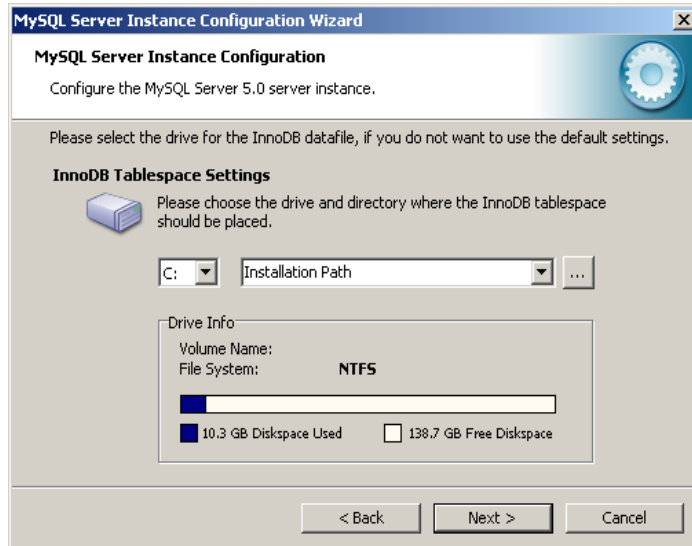 MySQL Server Instance Configuration Wizard
MySQL Server Instance Configuration
Configure the MySQL Server 5.0 server instance.
Please select the drive for the InnoDB datafile, if you do not want to use the default settings.
InnoDB Tablespace Settings
Please choose the drive and directory where the InnoDB tablespace
should be placed.
C: Installation Path ...
Drive Info
Volume Name:
File System: NTFS
10.3 GB Diskspace Used 138.7 GB Free Diskspace
< Back Next > Cancel